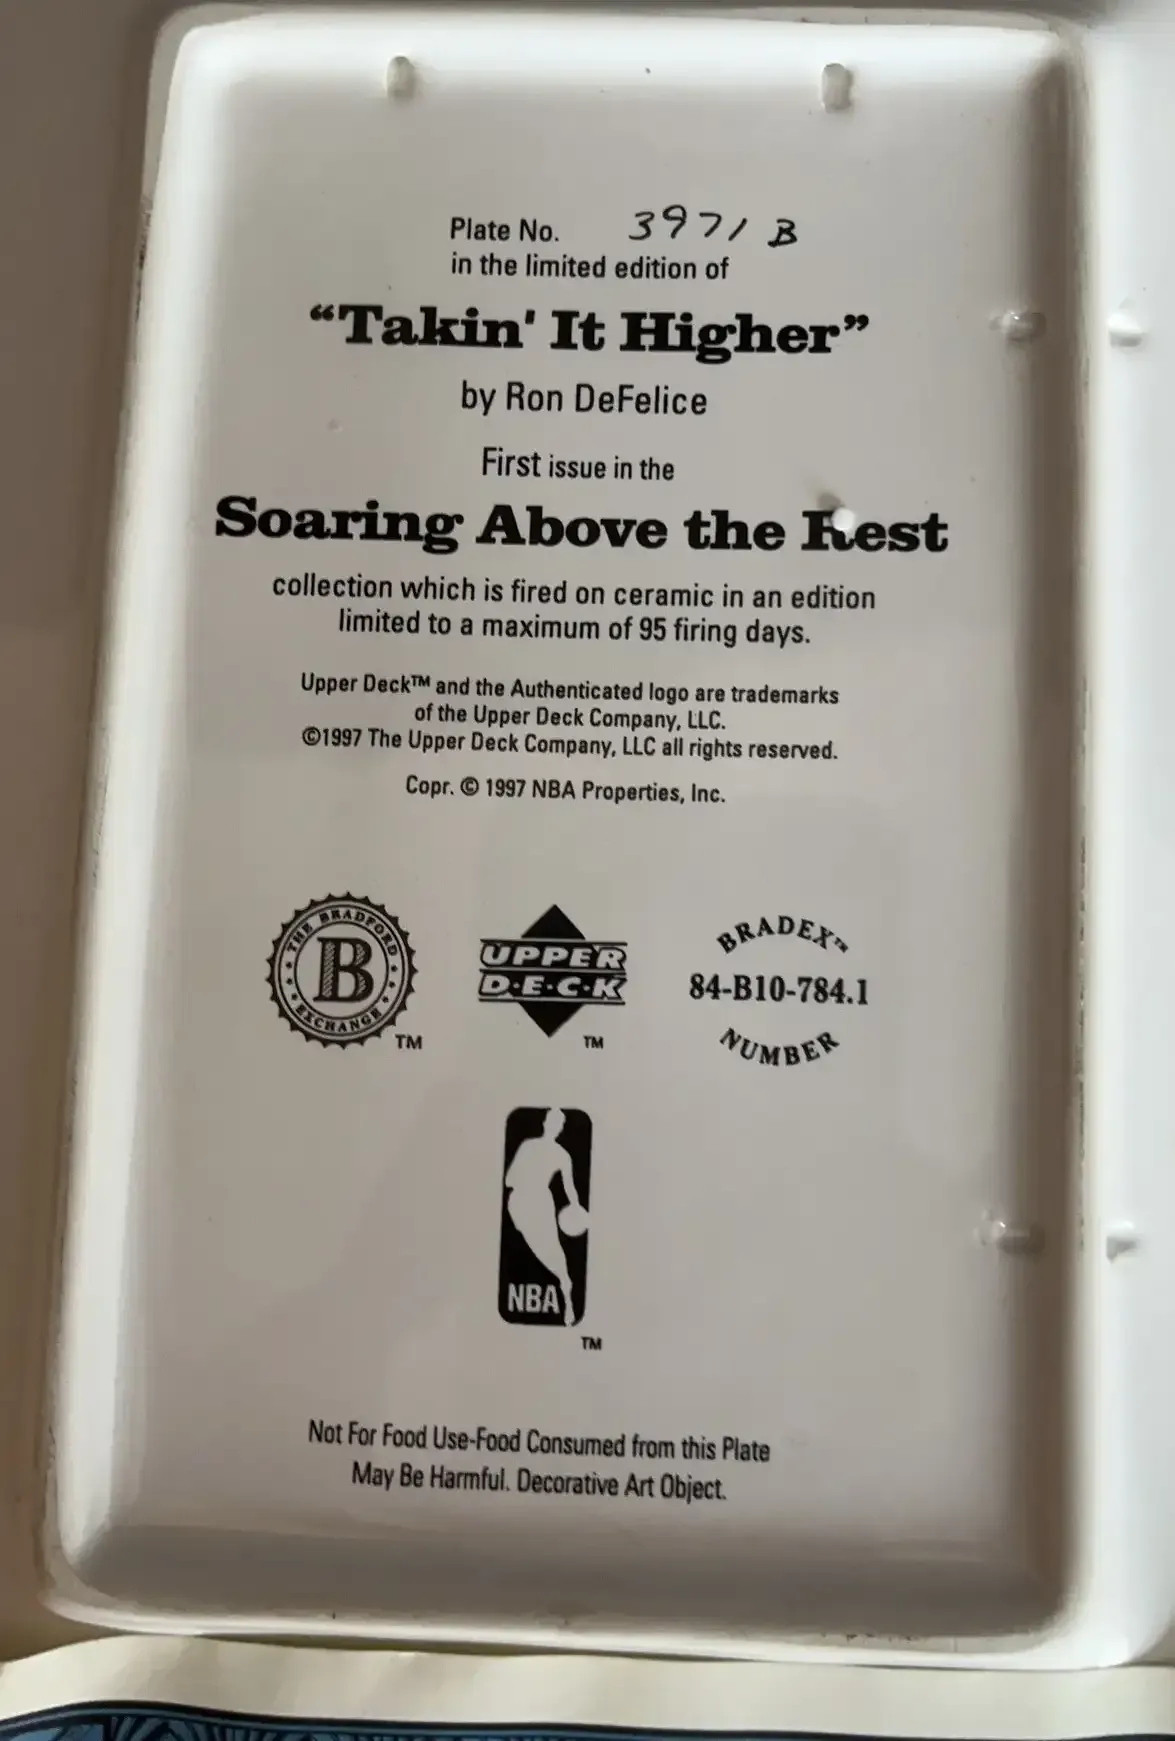 Plate No. 3971 B
in the limited edition of
“Takin' It Higher”
by Ron DeFelice
First issue in the
Soaring Above the Rest
collection which is fired on ceramic in an edition
limited to a maximum of 95 firing days.
Upper Deck™ and the Authenticated logo are trademarks
of the Upper Deck Company, LLC.
©1997 The Upper Deck Company, LLC all rights reserved.
Copr. © 1997 NBA Properties, Inc.
THE BRADFORD
B
EXCHANGE
TM
UPPER
D·E·C·K
TM
BRADEX™
84-B10-784.1
NUMBER
NBA
TM
Not For Food Use-Food Consumed from this Plate
May Be Harmful. Decorative Art Object.